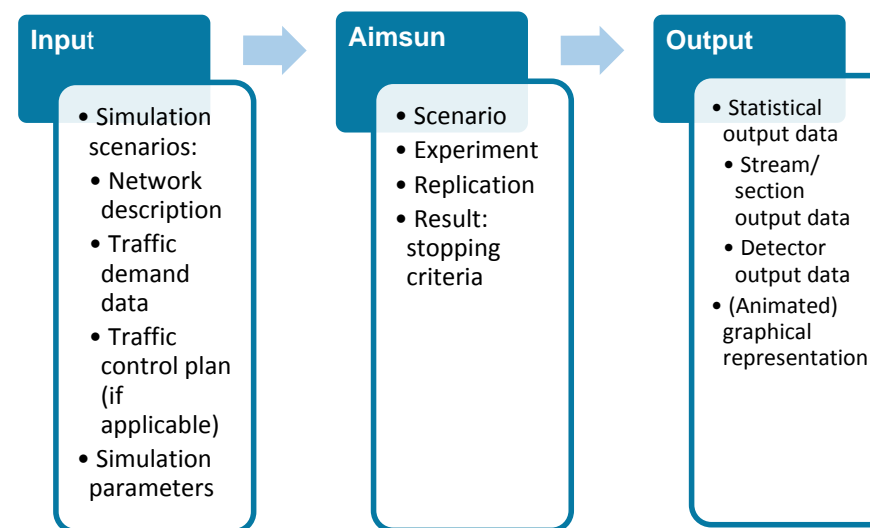 Input
• Simulation
scenarios:
• Network
description
• Traffic
demand
data
• Traffic
control plan
(if
applicable)
• Simulation
parameters
Aimsun
• Scenario
• Experiment
• Replication
• Result:
stopping
criteria
Output
• Statistical
output data
• Stream/
section
output data
• Detector
output data
• (Animated)
graphical
representation